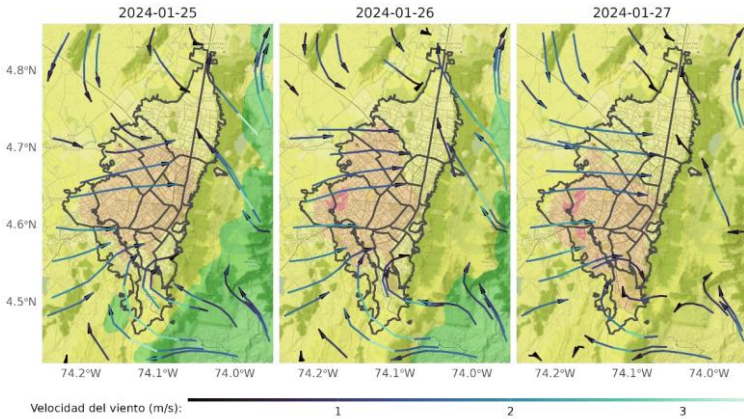 2024-01-25 2024-01-26 2024-01-27
4.8°N
4.7°N
4.6°N
4.5°N
74.2°W 74.1°W 74.0°W 74.2°W 74.1°W 74.0°W 74.2°W 74.1°W 74.0°W
Velocidad del viento (m/s): 1 2 3